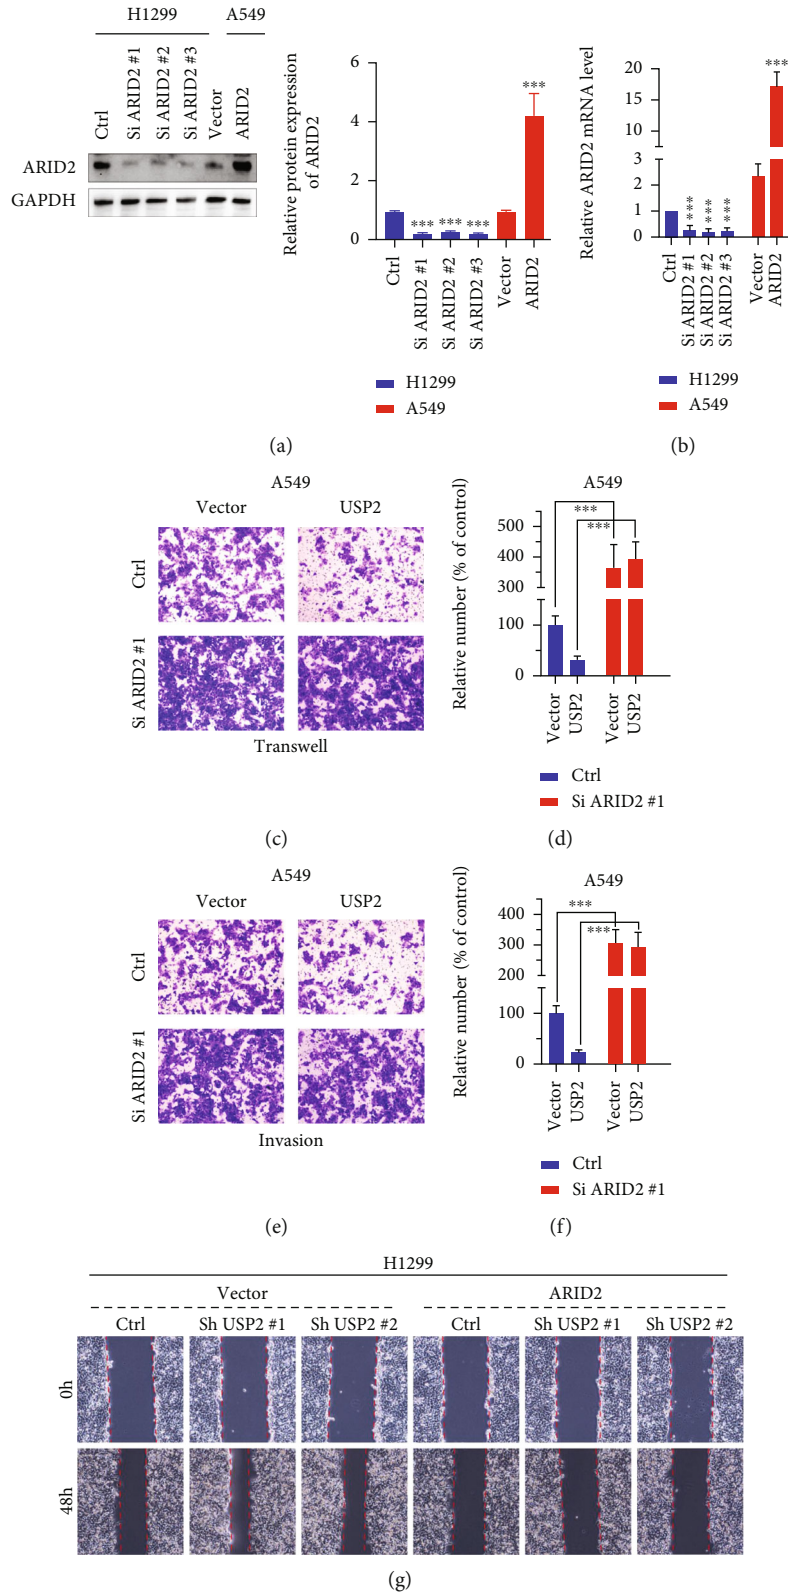 H1299 A549
Ctrl
Si ARID2 #1
Si ARID2 #2
Si ARID2 #3
Vector
ARID2
ARID2
GAPDH
Relative protein expression
of ARID2
6
4
2
0
***
***
***
***
Ctrl
Si ARID2 #1
Si ARID2 #2
Si ARID2 #3
Vector
ARID2
H1299
A549
(a)
Relative ARID2 mRNA level
20
15
10
5
3
2
1
0
***
***
***
***
Ctrl
Si ARID2 #1
Si ARID2 #2
Si ARID2 #3
Vector
ARID2
H1299
A549
(b)
A549
Vector USP2
Ctrl
Si ARID2 #1
Transwell
(c)
A549
Relative number (% of control)
500
400
300
100
0
***
***
Vector
USP2
Vector
USP2
Ctrl
Si ARID2 #1
(d)
A549
Vector USP2
Ctrl
Si ARID2 #1
Invasion
(e)
A549
Relative number (% of control)
400
300
200
100
0
***
***
Vector
USP2
Vector
USP2
Ctrl
Si ARID2 #1
(f)
H1299
Vector ARID2
Ctrl Sh USP2 #1 Sh USP2 #2 Ctrl Sh USP2 #1 Sh USP2 #2
0h
48h
(g)